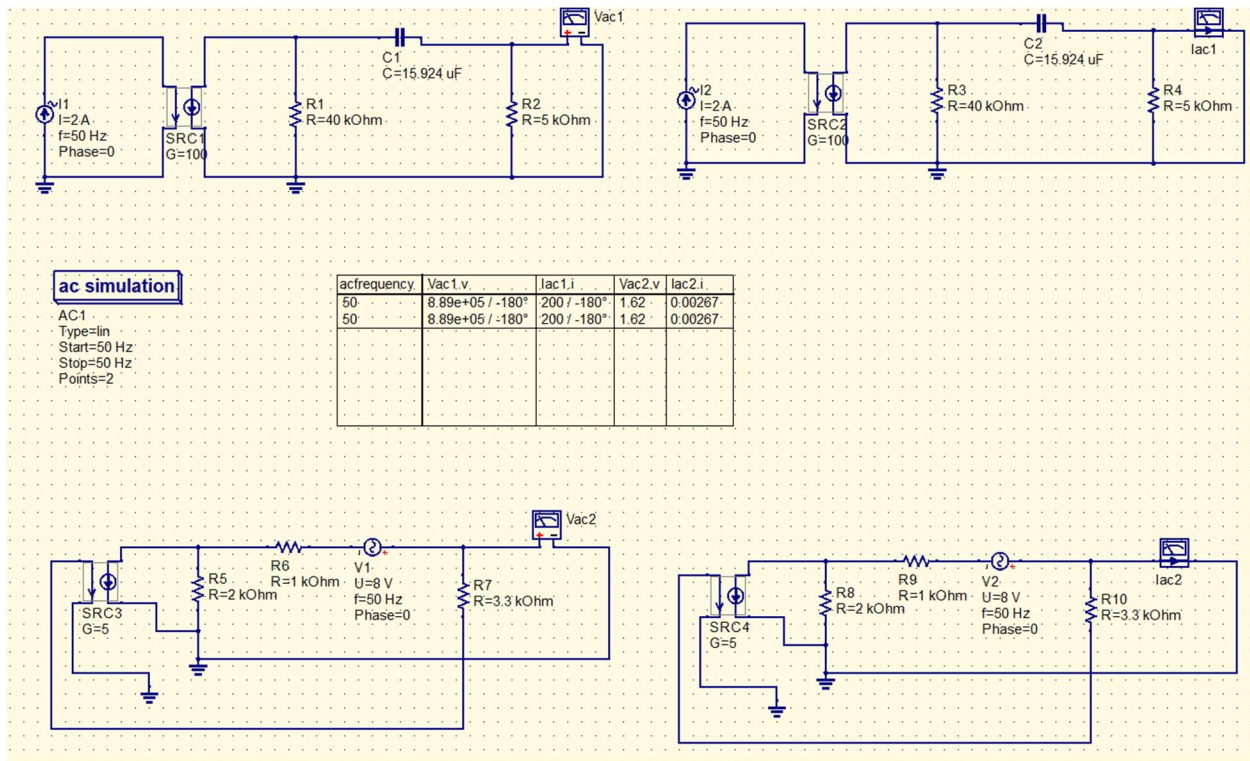 Vac1
C1
C=15.924 uF
I1
I=2 A
f=50 Hz
Phase=0
SRC1
G=100
R1
R=40 kOhm
R2
R=5 kOhm
Iac1
C2
C=15.924 uF
I2
I=2 A
f=50 Hz
Phase=0
SRC2
G=100
R3
R=40 kOhm
R4
R=5 kOhm
ac simulation
AC1
Type=lin
Start=50 Hz
Stop=50 Hz
Points=2
acfrequency Vac1.v Iac1.i Vac2.v Iac2.i
50 8.89e+05 / -180° 200 / -180° 1.62 0.00267
50 8.89e+05 / -180° 200 / -180° 1.62 0.00267
Vac2
SRC3
G=5
R5
R=2 kOhm
R6
R=1 kOhm
V1
U=8 V
f=50 Hz
Phase=0
R7
R=3.3 kOhm
Iac2
SRC4
G=5
R8
R=2 kOhm
R9
R=1 kOhm
V2
U=8 V
f=50 Hz
Phase=0
R10
R=3.3 kOhm